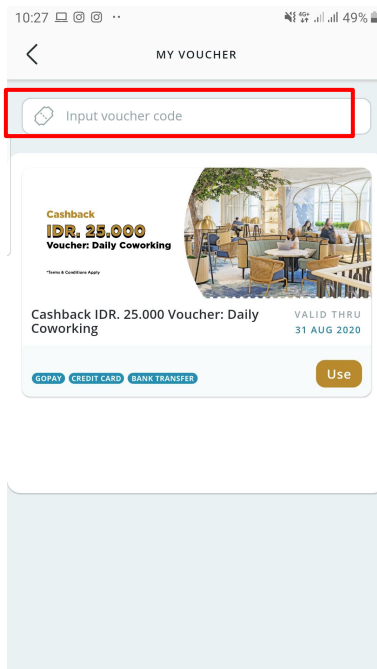 10:27
4G+
49%
MY VOUCHER
Input voucher code
Cashback
IDR. 25.000
Voucher: Daily Coworking
*Terms & Conditions Apply
Cashback IDR. 25.000 Voucher: Daily
Coworking
VALID THRU
31 AUG 2020
GOPAY
CREDIT CARD
BANK TRANSFER
Use